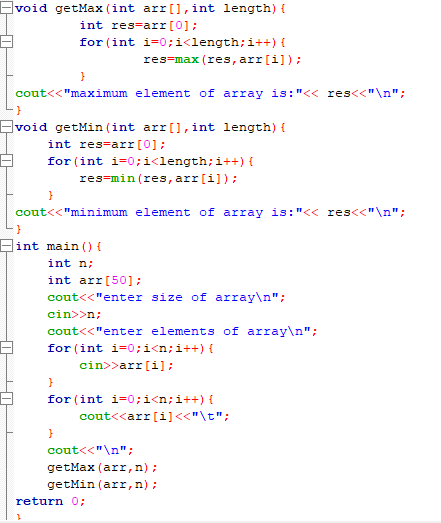 void getMax(int arr[],int length){
int res=arr[0];
for(int i=0;i<length;i++){
res=max(res,arr[i]);
}
cout<<"maximum element of array is:"<< res<<"\n";
}
void getMin(int arr[],int length){
int res=arr[0];
for(int i=0;i<length;i++){
res=min(res,arr[i]);
}
cout<<"minimum element of array is:"<< res<<"\n";
}
int main(){
int n;
int arr[50];
cout<<"enter size of array\n";
cin>>n;
cout<<"enter elements of array\n";
for(int i=0;i<n;i++){
cin>>arr[i];
}
for(int i=0;i<n;i++){
cout<<arr[i]<<"\t";
}
cout<<"\n";
getMax(arr,n);
getMin(arr,n);
return 0;
}